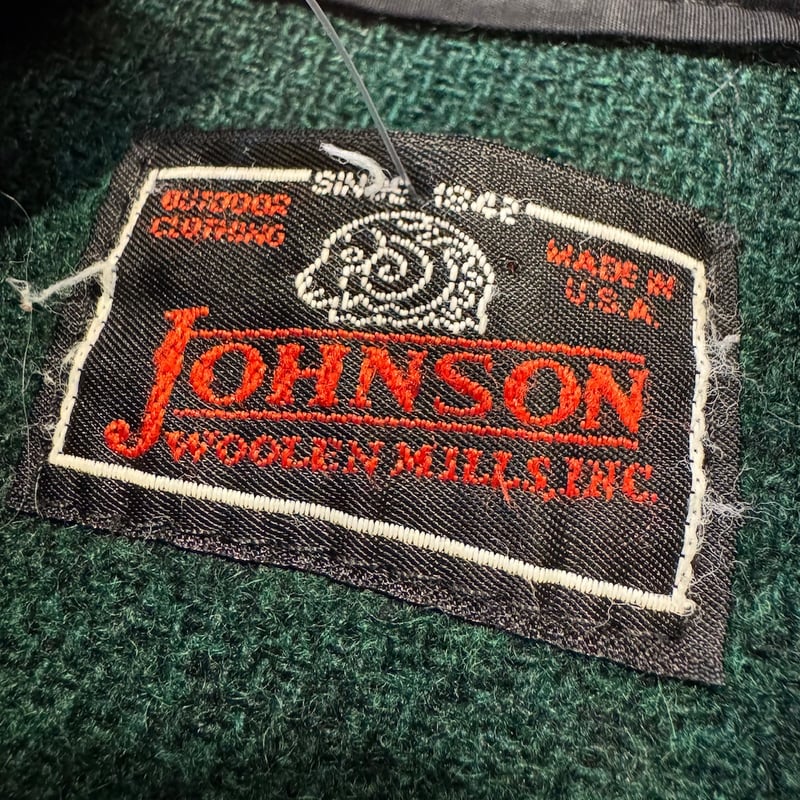 SINCE 1842
OUTDOOR
CLOTHING
MADE IN
U.S.A.
JOHNSON
WOOLEN MILLS, INC.